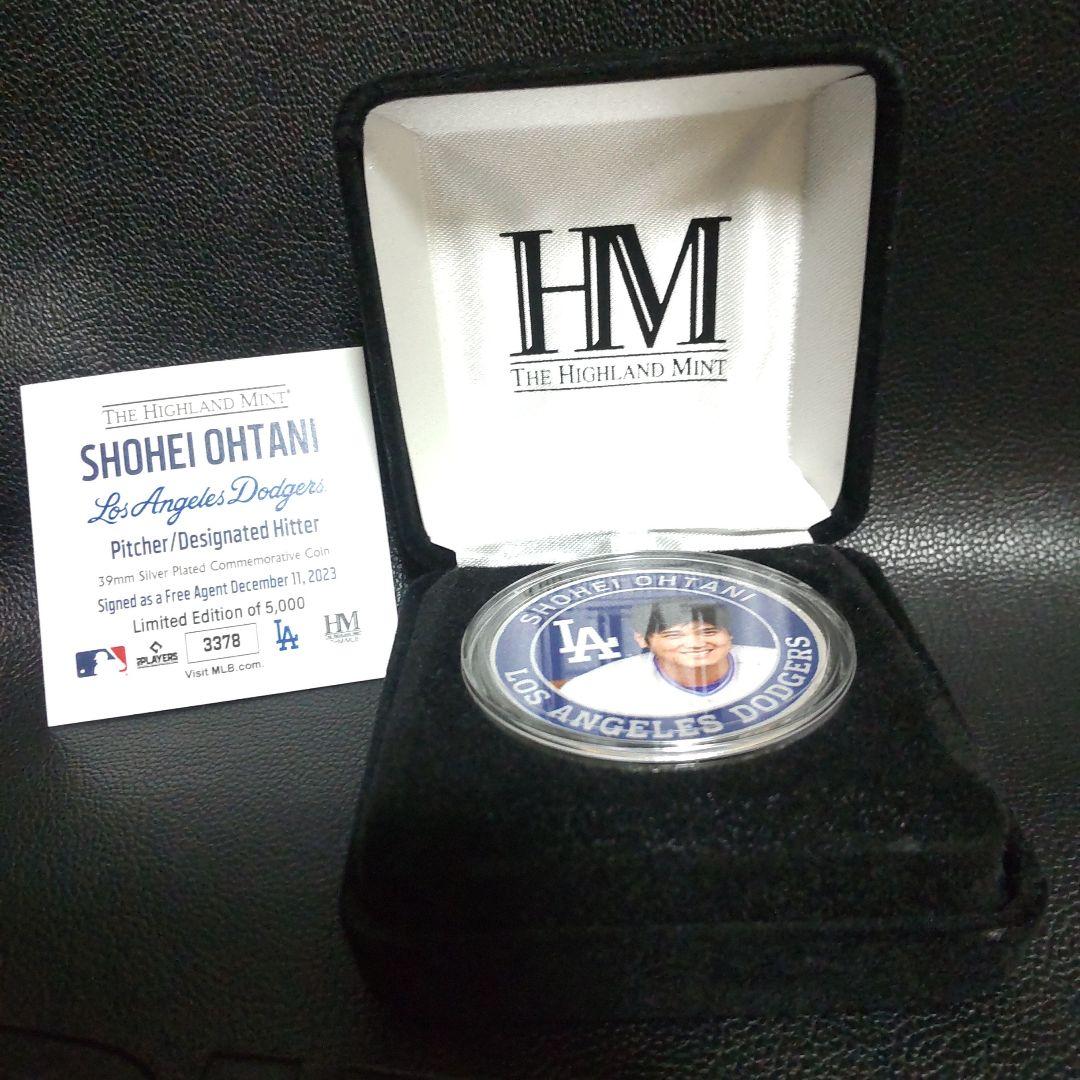 HM
THE HIGHLAND MINT
THE HIGHLAND MINT®
SHOHEI OHTANI
Los Angeles Dodgers
Pitcher/Designated Hitter
39mm Silver Plated Commemorative Coin
Signed as a Free Agent December 11, 2023
Limited Edition of 5,000
PLAYERS
3378
LA
HM
Visit MLB.com.
SHOHEI OHTANI
LA
LOS ANGELES DODGERS